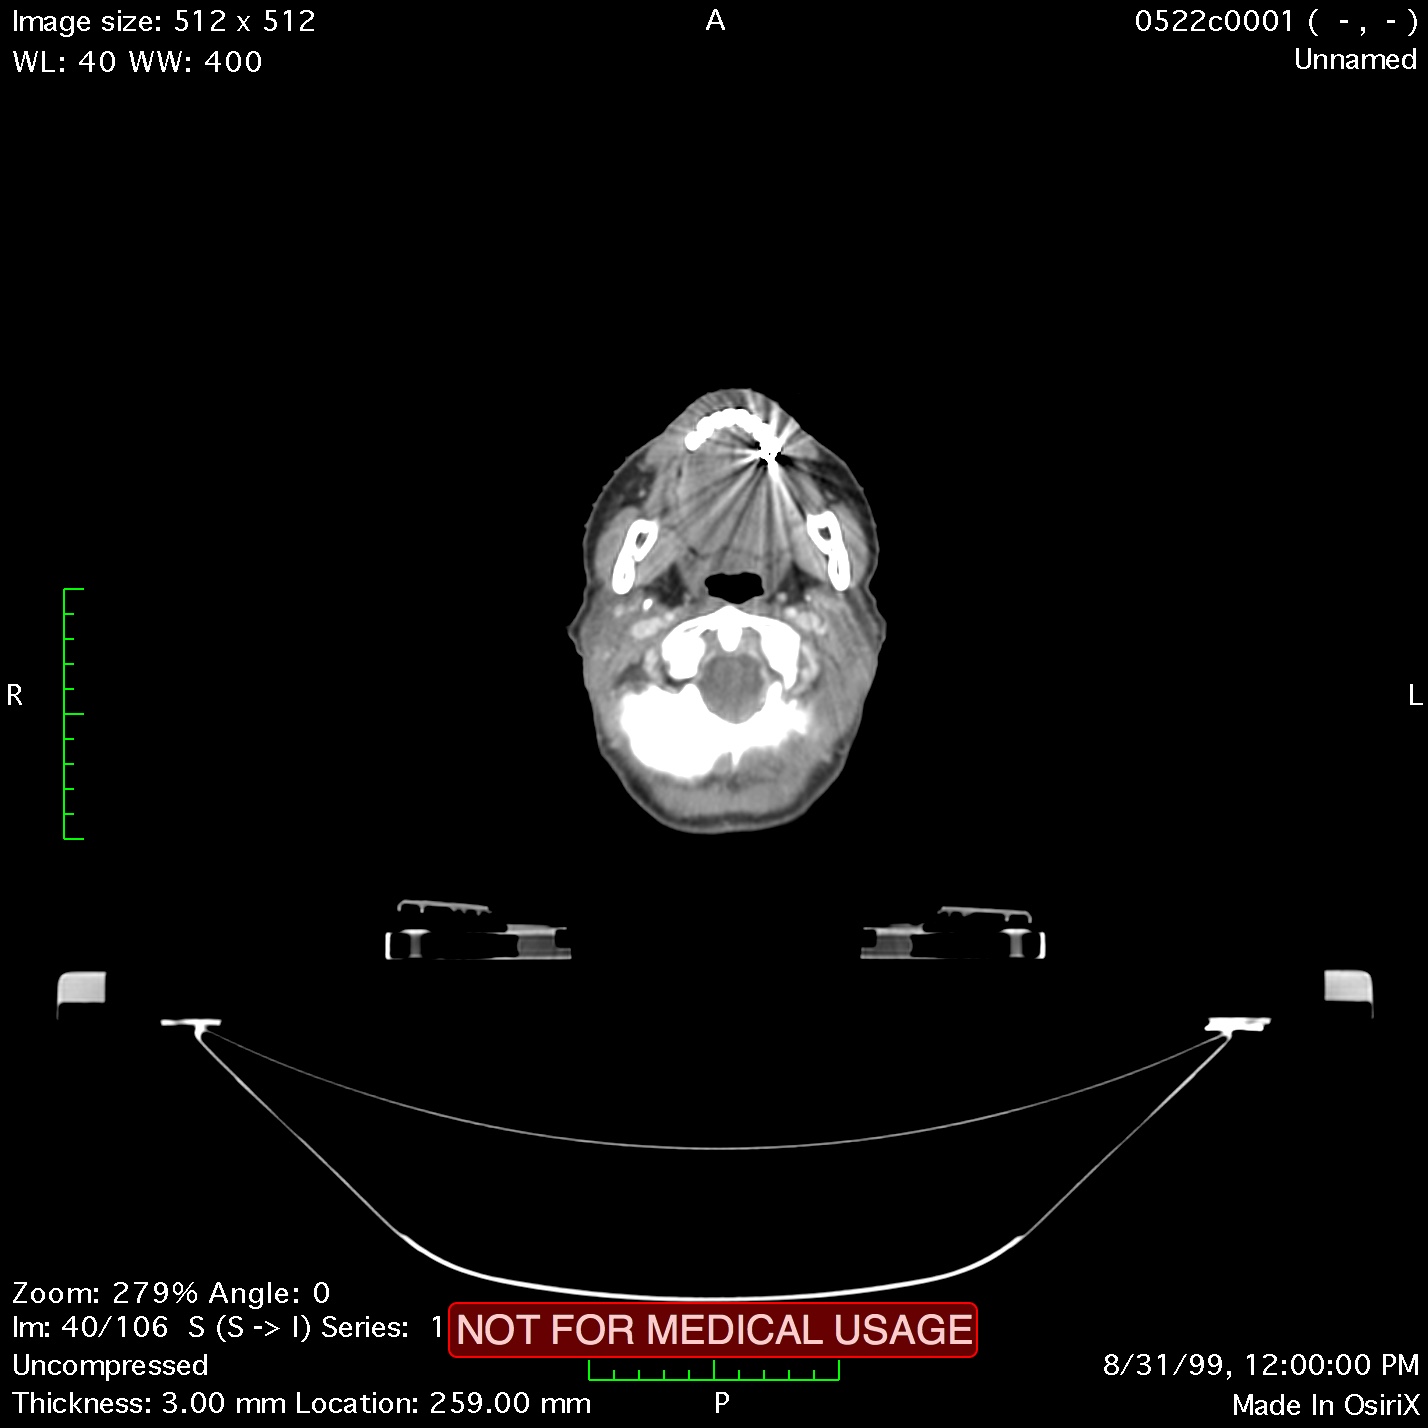 Image size: 512 x 512
WL: 40 WW: 400
A
0522c0001 ( -, -)
Unnamed
R
L
Zoom: 279% Angle: 0
Im: 40/106 S (S -> I) Series: 1
Uncompressed
Thickness: 3.00 mm Location: 259.00 mm
NOT FOR MEDICAL USAGE
P
8/31/99, 12:00:00 PM
Made In OsiriX